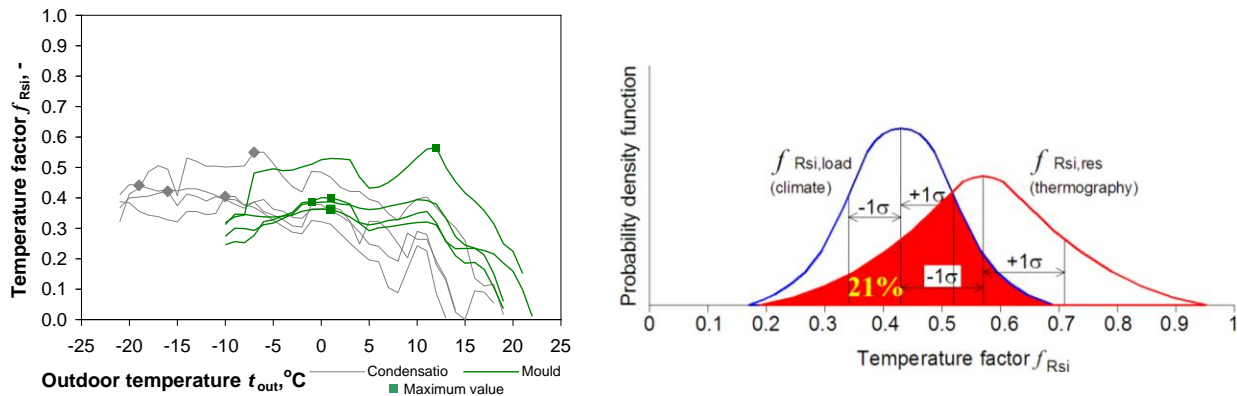 Temperature factor fRsi, -
1.0
0.9
0.8
0.7
0.6
0.5
0.4
0.3
0.2
0.1
0.0
-25 -20 -15 -10 -5 0 5 10 15 20 25
Outdoor temperature tout,°C
Condensatio Mould
Maximum value
Probability density function
f Rsi,load
(climate)
f Rsi,res
(thermography)
+1σ
-1σ
+1σ
-1σ
21%
0 0.1 0.2 0.3 0.4 0.5 0.6 0.7 0.8 0.9 1
Temperature factor fRsi